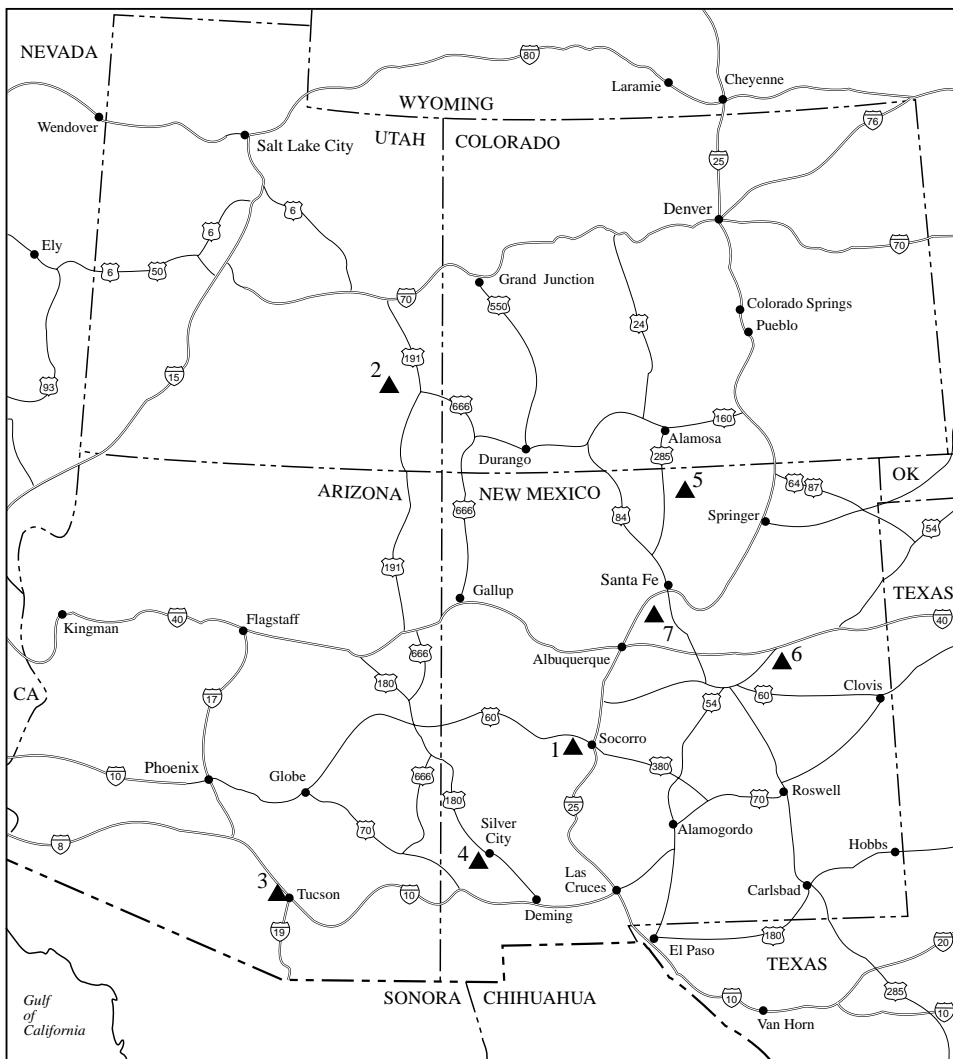 80
NEVADA
Laramie
Cheyenne
WYOMING
76
Wendover
UTAH
COLORADO
Salt Lake City
25
6
Denver
6
Ely
70
6
50
Grand Junction
70
550
Colorado Springs
24
Pueblo
191
2
15
93
666
160
Alamosa
Durango
285
OK
64
87
ARIZONA
NEW MEXICO
5
666
84
Springer
54
191
Santa Fe
Gallup
TEXAS
40
Flagstaff
7
40
Kingman
666
Albuquerque
6
180
CA
17
54
60
Clovis
60
1
Socorro
380
10
Phoenix
Globe
666
70
Roswell
180
25
Silver
City
70
Alamogordo
8
4
Hobbs
Las
Cruces
3
Tucson
10
Carlsbad
Deming
19
180
20
El Paso
TEXAS
SONORA
CHIHUAHUA
285
Gulf
of
California
10
10
Van Horn